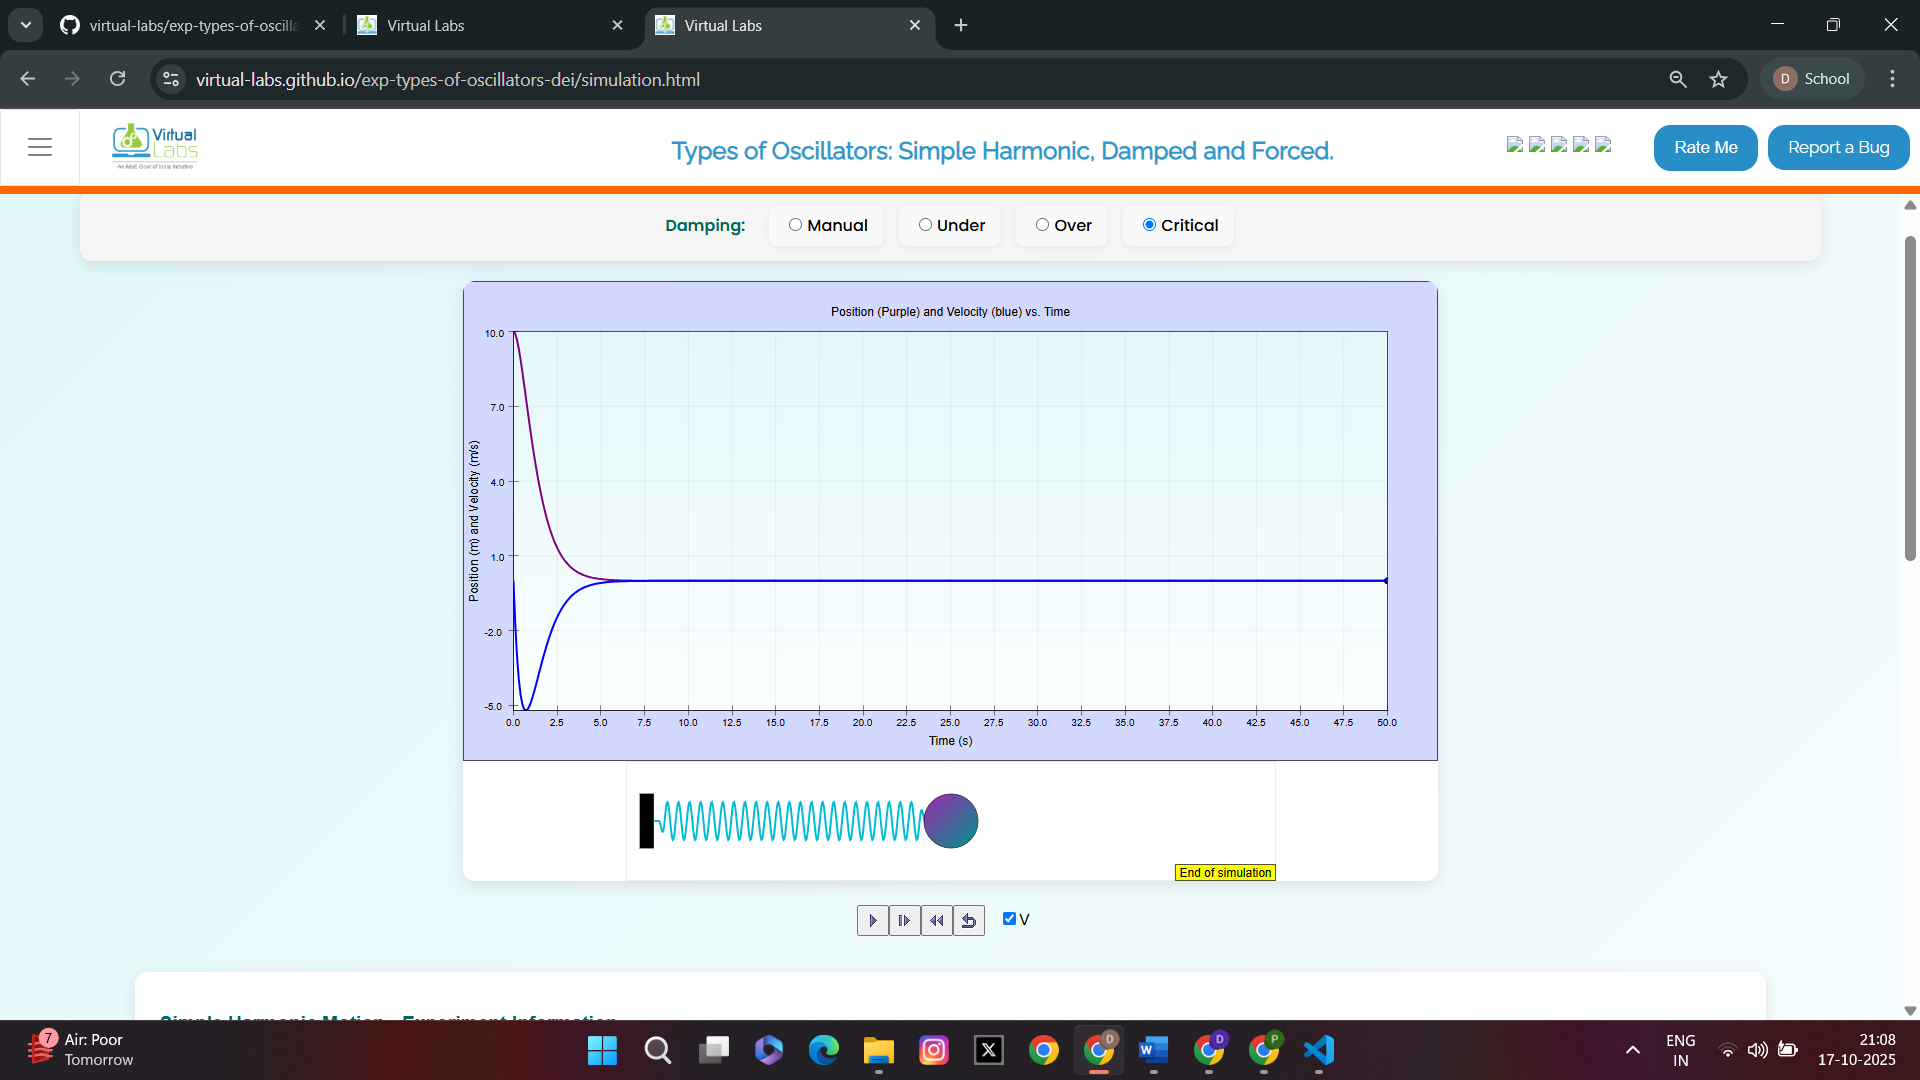 virtual-labs/exp-types-of-oscilla
Virtual Labs
Virtual Labs
virtual-labs.github.io/exp-types-of-oscillators-dei/simulation.html
D School
Virtual Labs
An MoE Govt of India Initiative
Types of Oscillators: Simple Harmonic, Damped and Forced.
Rate Me
Report a Bug
Damping: Manual Under Over Critical
Position (Purple) and Velocity (blue) vs. Time
Position (m) and Velocity (m/s)
10.0
7.0
4.0
1.0
-2.0
-5.0
0.0 2.5 5.0 7.5 10.0 12.5 15.0 17.5 20.0 22.5 25.0 27.5 30.0 32.5 35.0 37.5 40.0 42.5 45.0 47.5 50.0
Time (s)
End of simulation
V
7
Air: Poor
Tomorrow
D
W
D
P
ENG
IN
21:08
17-10-2025